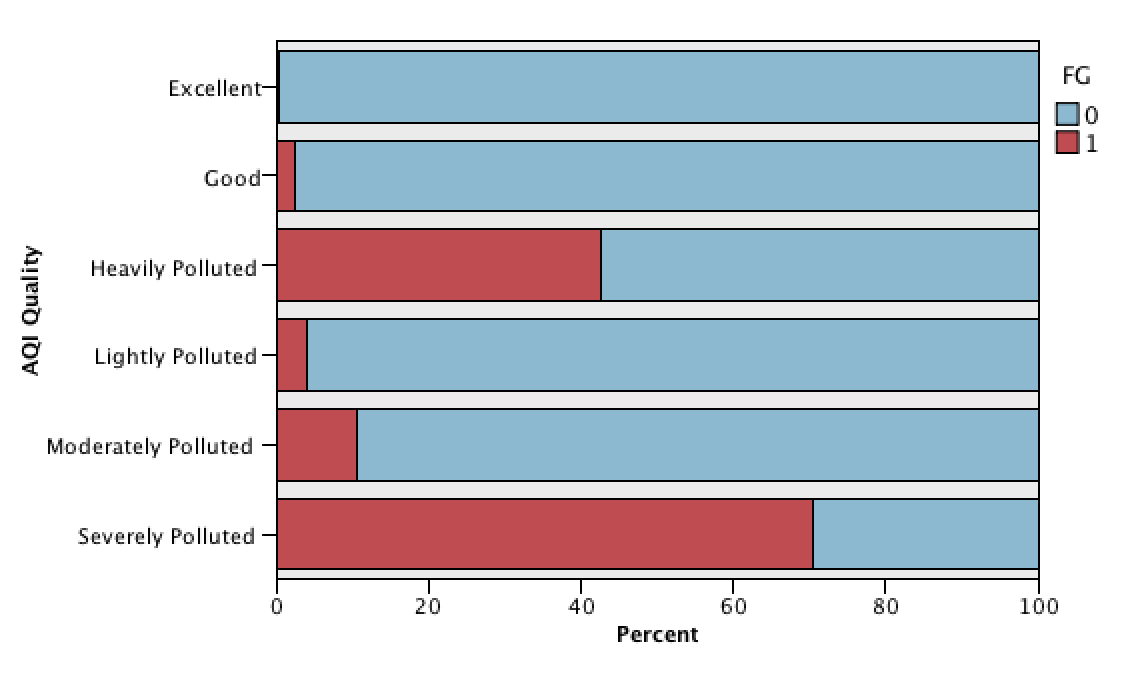 FG
0
1
AQI Quality
Excellent
Good
Heavily Polluted
Lightly Polluted
Moderately Polluted
Severely Polluted
0 20 40 60 80 100
Percent